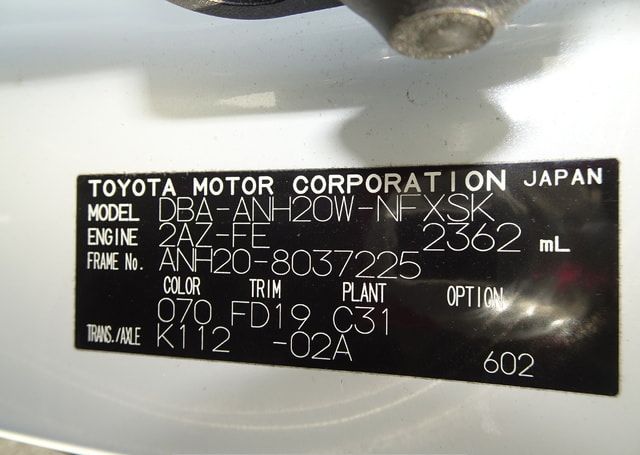 TOYOTA MOTOR CORPORATION JAPAN
MODEL DBA-ANH20W-NFXSK
ENGINE 2AZ-FE 2362 mL
FRAME No. ANH20-8037225
COLOR TRIM PLANT OPTION
070 FD19 C31
TRANS./AXLE K112 -02A
602